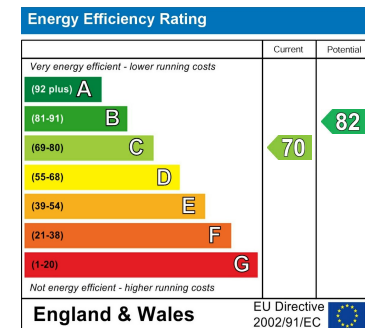 Energy Efficiency Rating
Current Potential
Very energy efficient - lower running costs
(92 plus) A
(81-91) B
82
(69-80) C
70
(55-68) D
(39-54) E
(21-38) F
(1-20) G
Not energy efficient - higher running costs
England & Wales
EU Directive
2002/91/EC